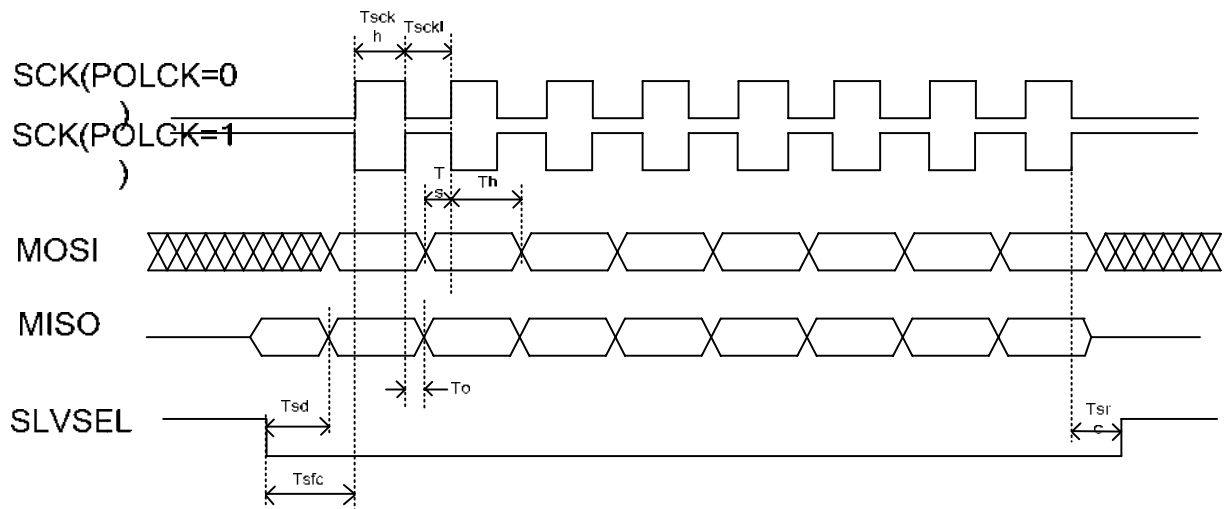 Tsck
h
Tsckl
SCK(POLCK=0
)
SCK(POLCK=1
)
T
s
Th
MOSI
MISO
To
Tsd
SLVSEL
Tsr
c
Tsfc